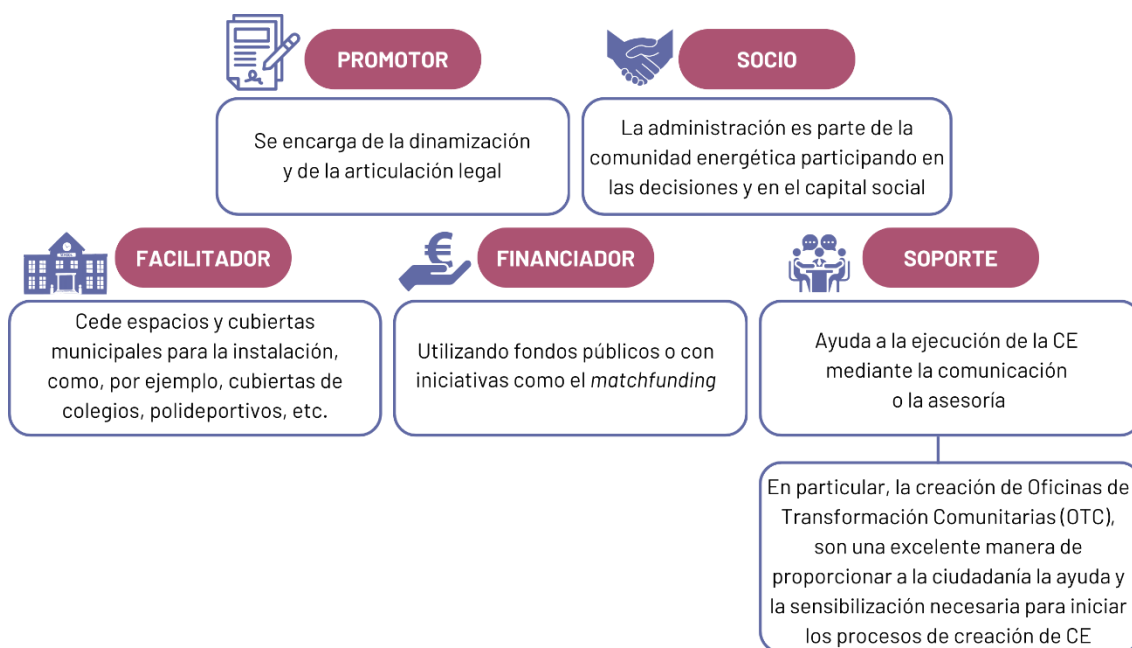 PROMOTOR
Se encarga de la dinamización
y de la articulación legal
SOCIO
La administración es parte de la
comunidad energética participando en
las decisiones y en el capital social
FACILITADOR
Cede espacios y cubiertas
municipales para la instalación,
como, por ejemplo, cubiertas de
colegios, polideportivos, etc.
FINANCIADOR
Utilizando fondos públicos o con
iniciativas como el matchfunding
SOPORTE
Ayuda a la ejecución de la CE
mediante la comunicación
o la asesoría
En particular, la creación de Oficinas de
Transformación Comunitarias (OTC),
son una excelente manera de
proporcionar a la ciudadanía la ayuda y
la sensibilización necesaria para iniciar
los procesos de creación de CE